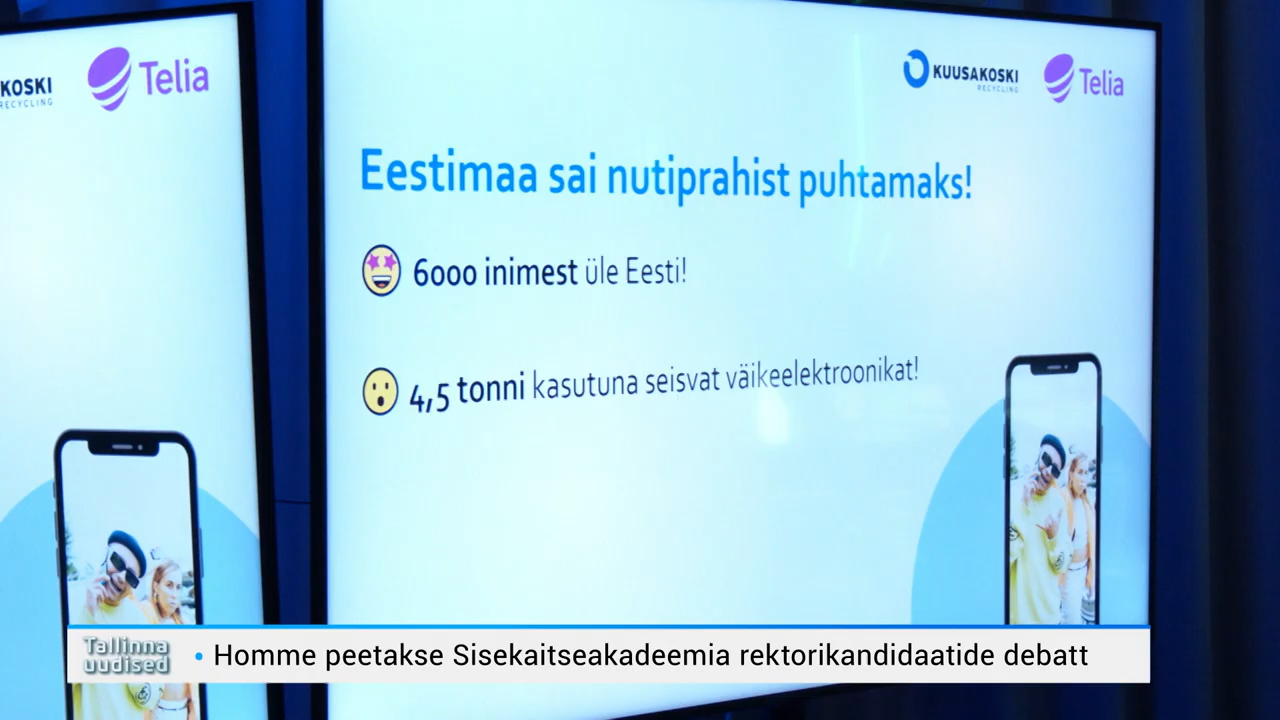 KOSKI
RECYCLING
Telia
KUUSAKOSKI
RECYCLING
Telia
Eestimaa sai nutiprahist puhtamaks!
6000 inimest üle Eesti!
4,5 tonni kasutuna seisvat väikeelektroonikat!
Tallinna
uudised
• Homme peetakse Sisekaitseakadeemia rektorikandidaatide debatt